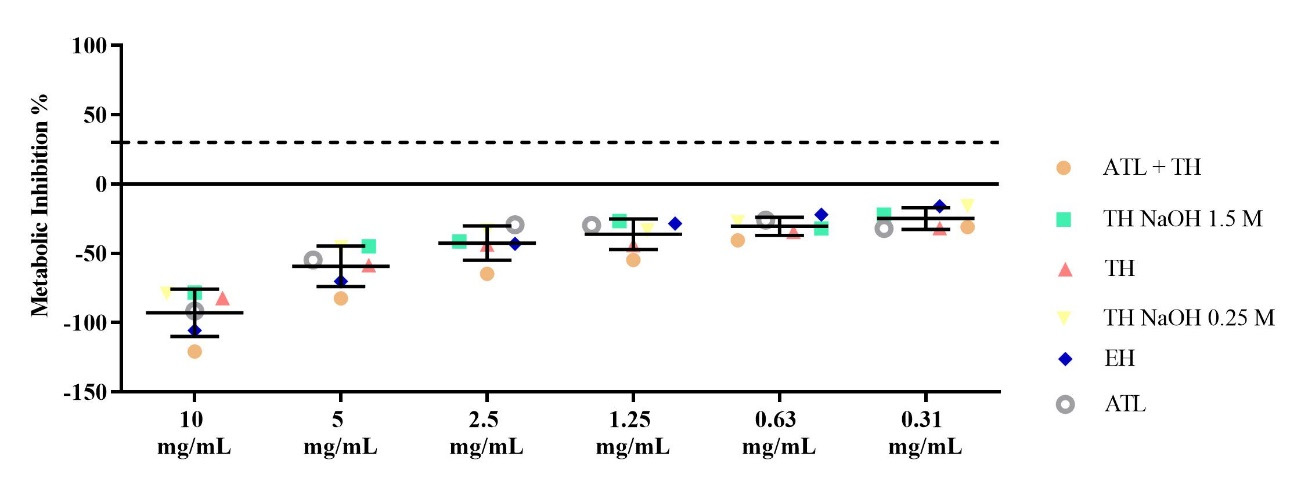 Metabolic Inhibition %
100
50
0
-50
-100
-150
10
mg/mL
5
mg/mL
2.5
mg/mL
1.25
mg/mL
0.63
mg/mL
0.31
mg/mL
ATL + TH
TH NaOH 1.5 M
TH
TH NaOH 0.25 M
EH
ATL